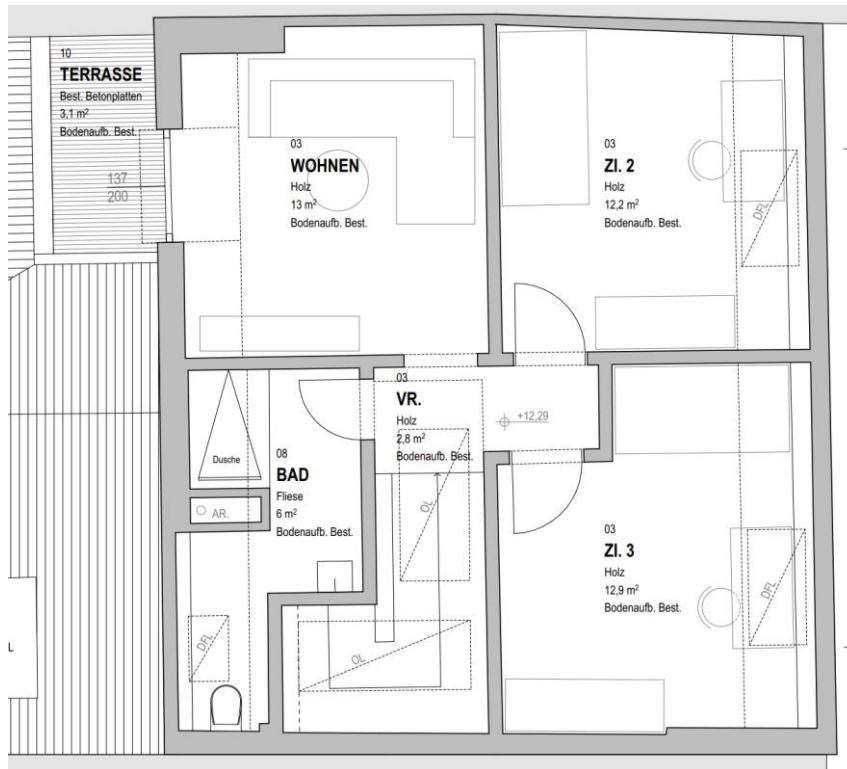 10
TERRASSE
Best. Betonplatten
3,1 m²
Bodenaufb. Best.
137
200
03
WOHNEN
Holz
13 m²
Bodenaufb. Best.
03
ZI. 2
Holz
12,2 m²
Bodenaufb. Best.
DFL
03
VR.
Holz
2,8 m²
Bodenaufb. Best.
+12,29
Dusche
08
BAD
Fliese
6 m²
Bodenaufb. Best.
AR.
OL
03
ZI. 3
Holz
12,9 m²
Bodenaufb. Best.
DFL
DFL
OL
L